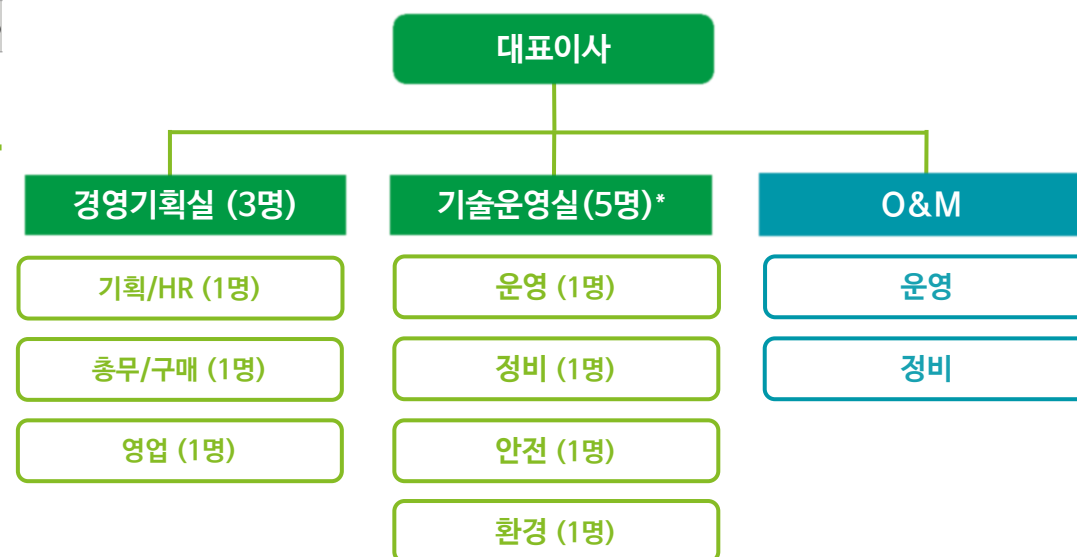 대표이사
경영기획실 (3명)
기획/HR (1명)
총무/구매 (1명)
영업 (1명)
기술운영실(5명)*
운영 (1명)
정비 (1명)
안전 (1명)
환경 (1명)
O&M
운영
정비